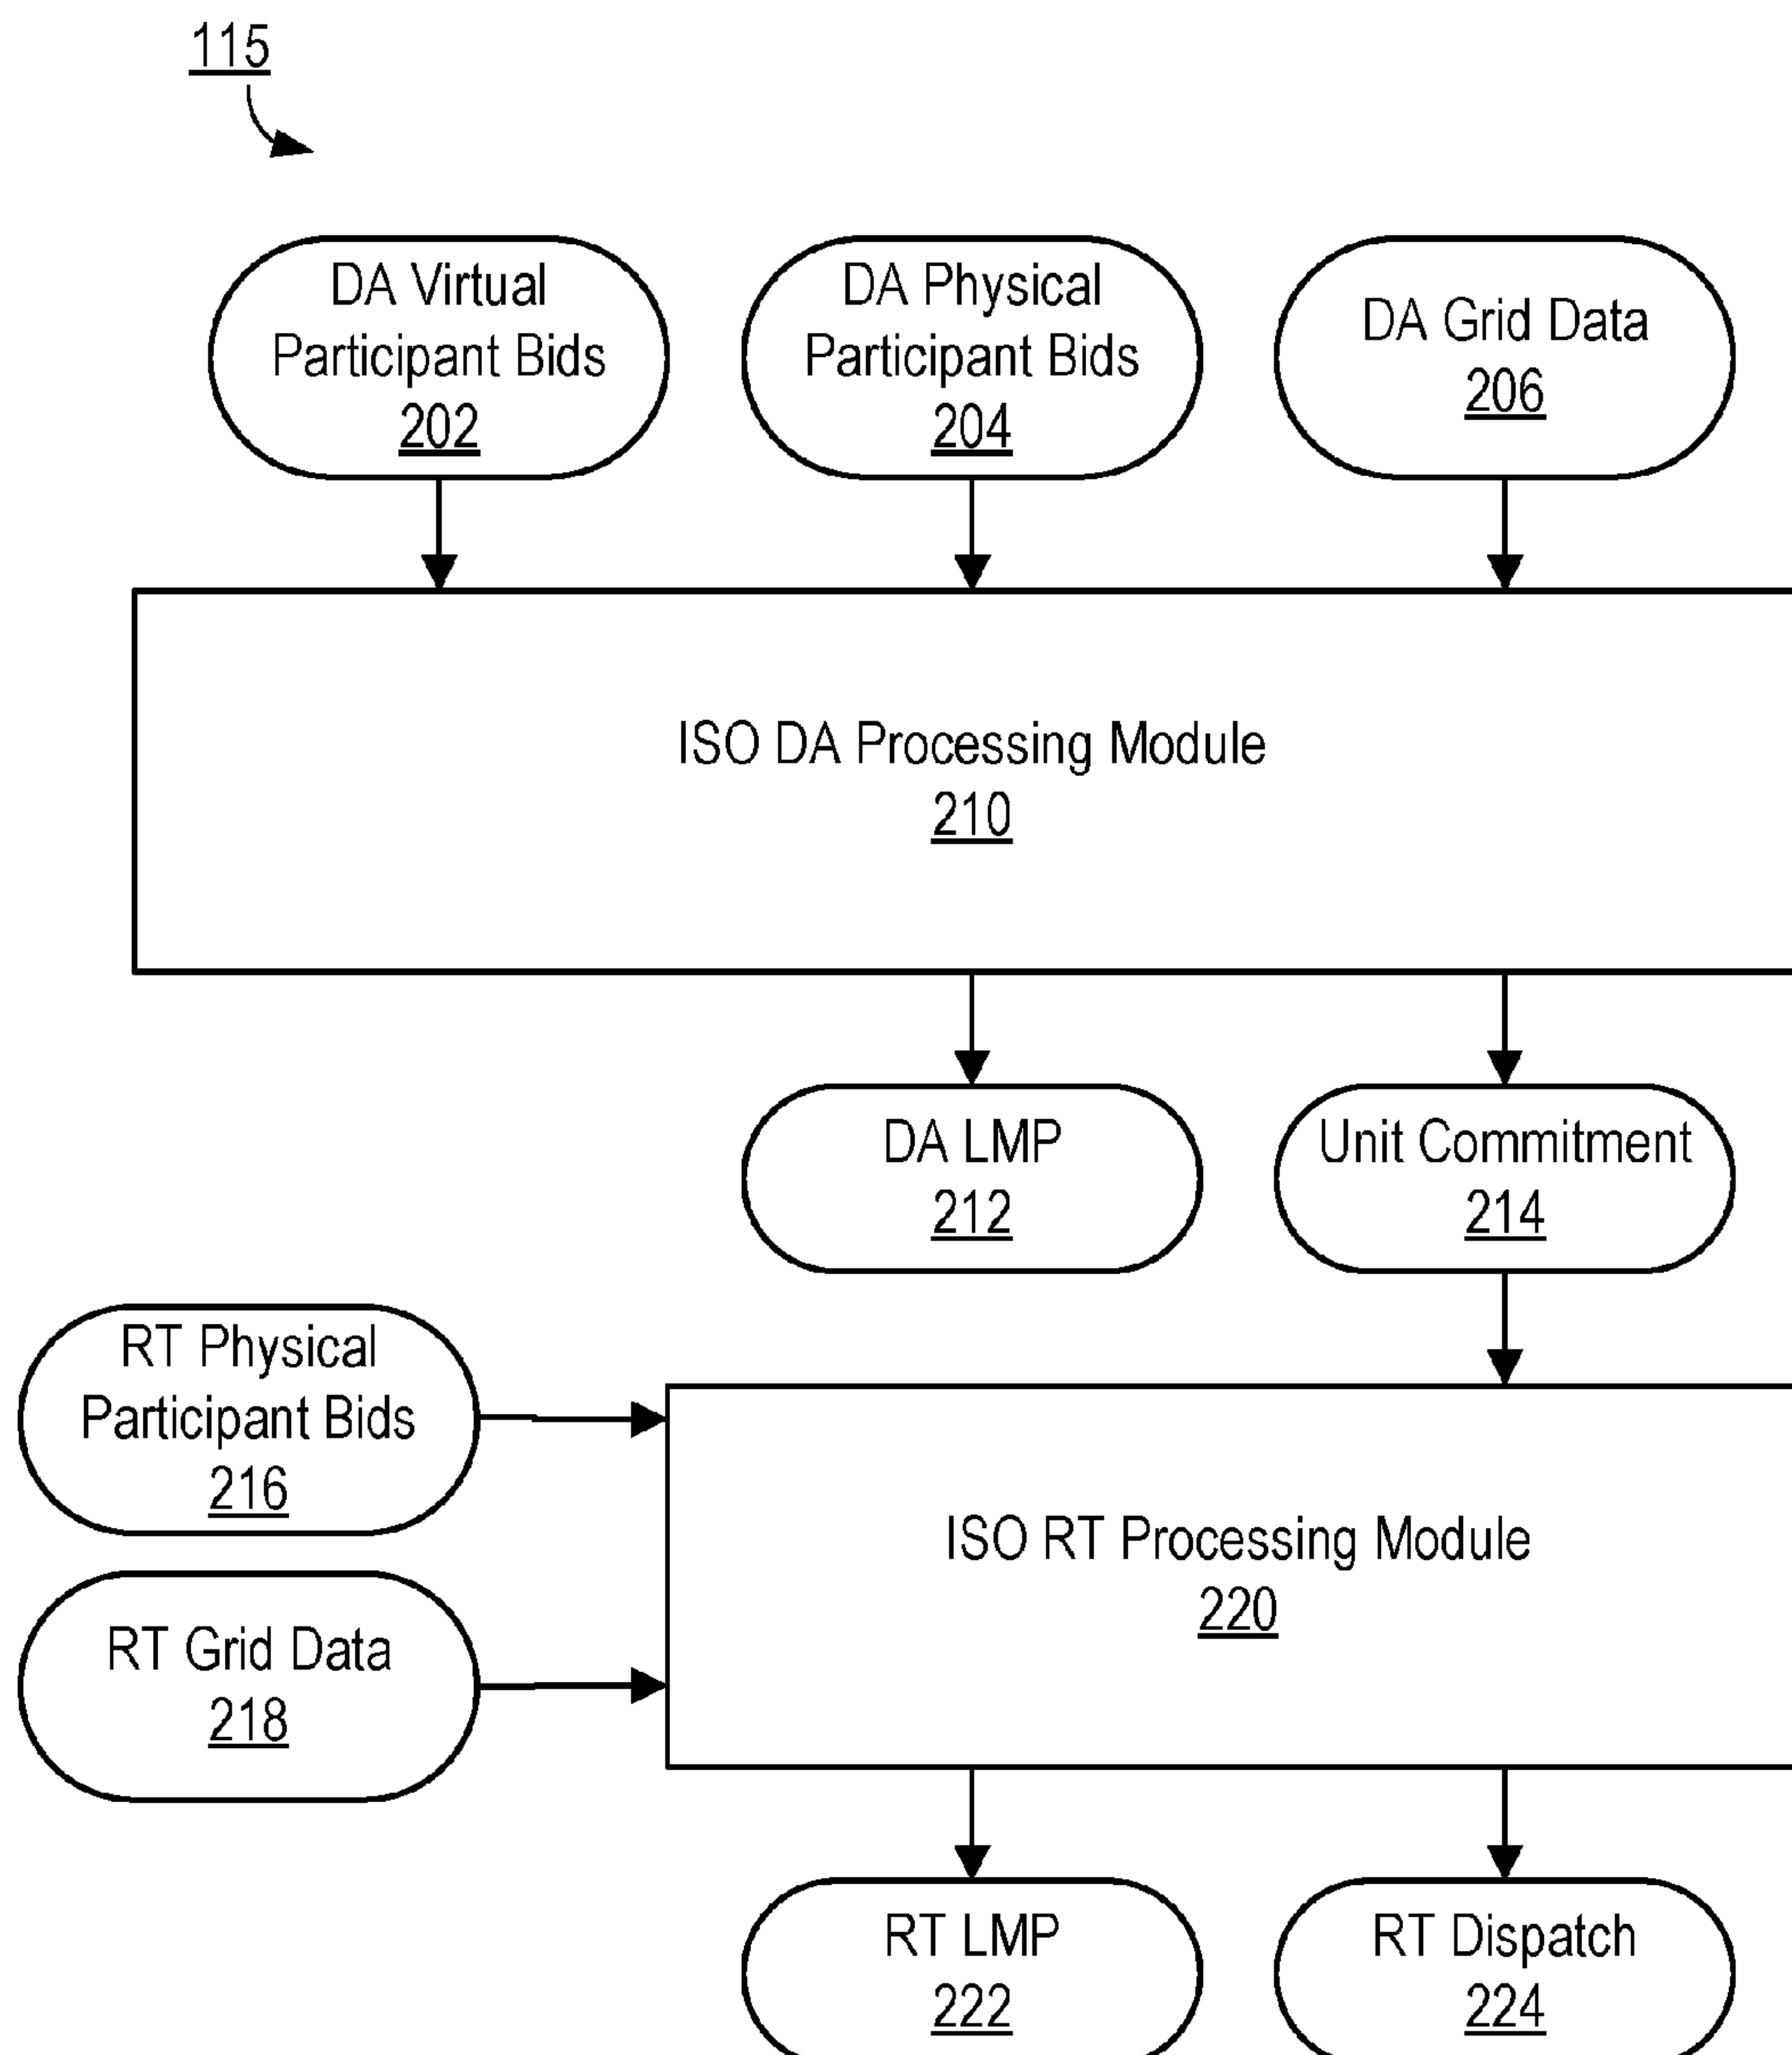 115
DA Virtual
Participant Bids
202
DA Physical
Participant Bids
204
DA Grid Data
206
ISO DA Processing Module
210
DA LMP
212
Unit Commitment
214
RT Physical
Participant Bids
216
RT Grid Data
218
ISO RT Processing Module
220
RT LMP
222
RT Dispatch
224